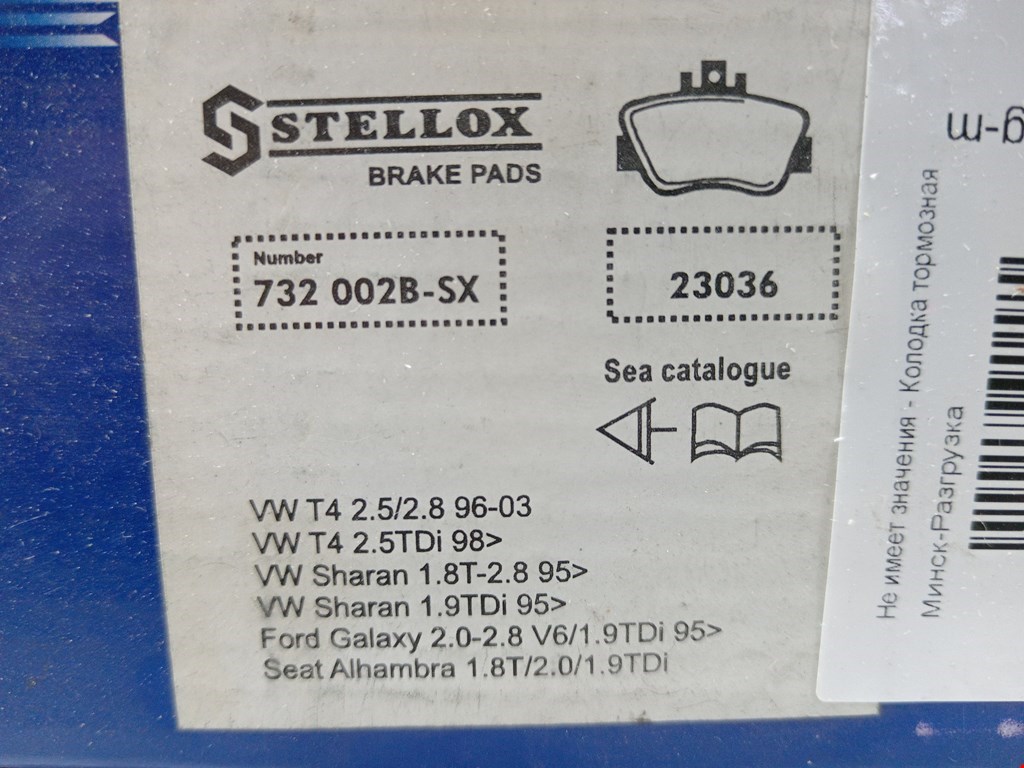 STELLOX
BRAKE PADS
Number
732 002B-SX
23036
Sea catalogue
VW T4 2.5/2.8 96-03
VW T4 2.5TDi 98>
VW Sharan 1.8T-2.8 95>
VW Sharan 1.9TDi 95>
Ford Galaxy 2.0-2.8 V6/1.9TDi 95>
Seat Alhambra 1.8T/2.0/1.9TDi
Не имеет значения - Колодка тормозная
Минск-Разгрузка